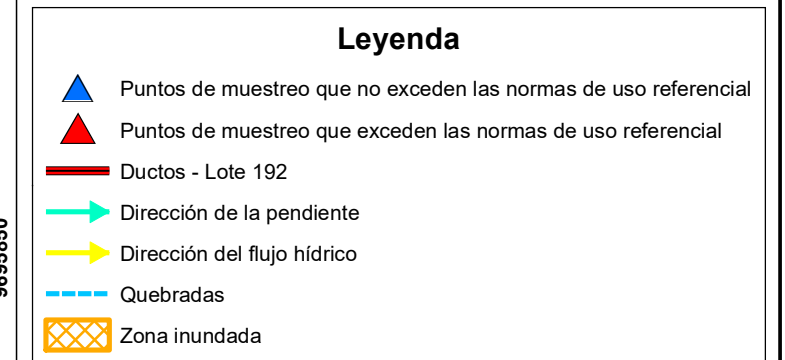 Leyenda
Puntos de muestreo que no exceden las normas de uso referencial
Puntos de muestreo que exceden las normas de uso referencial
Ductos - Lote 192
Dirección de la pendiente
Dirección del flujo hídrico
Quebradas
Zona inundada